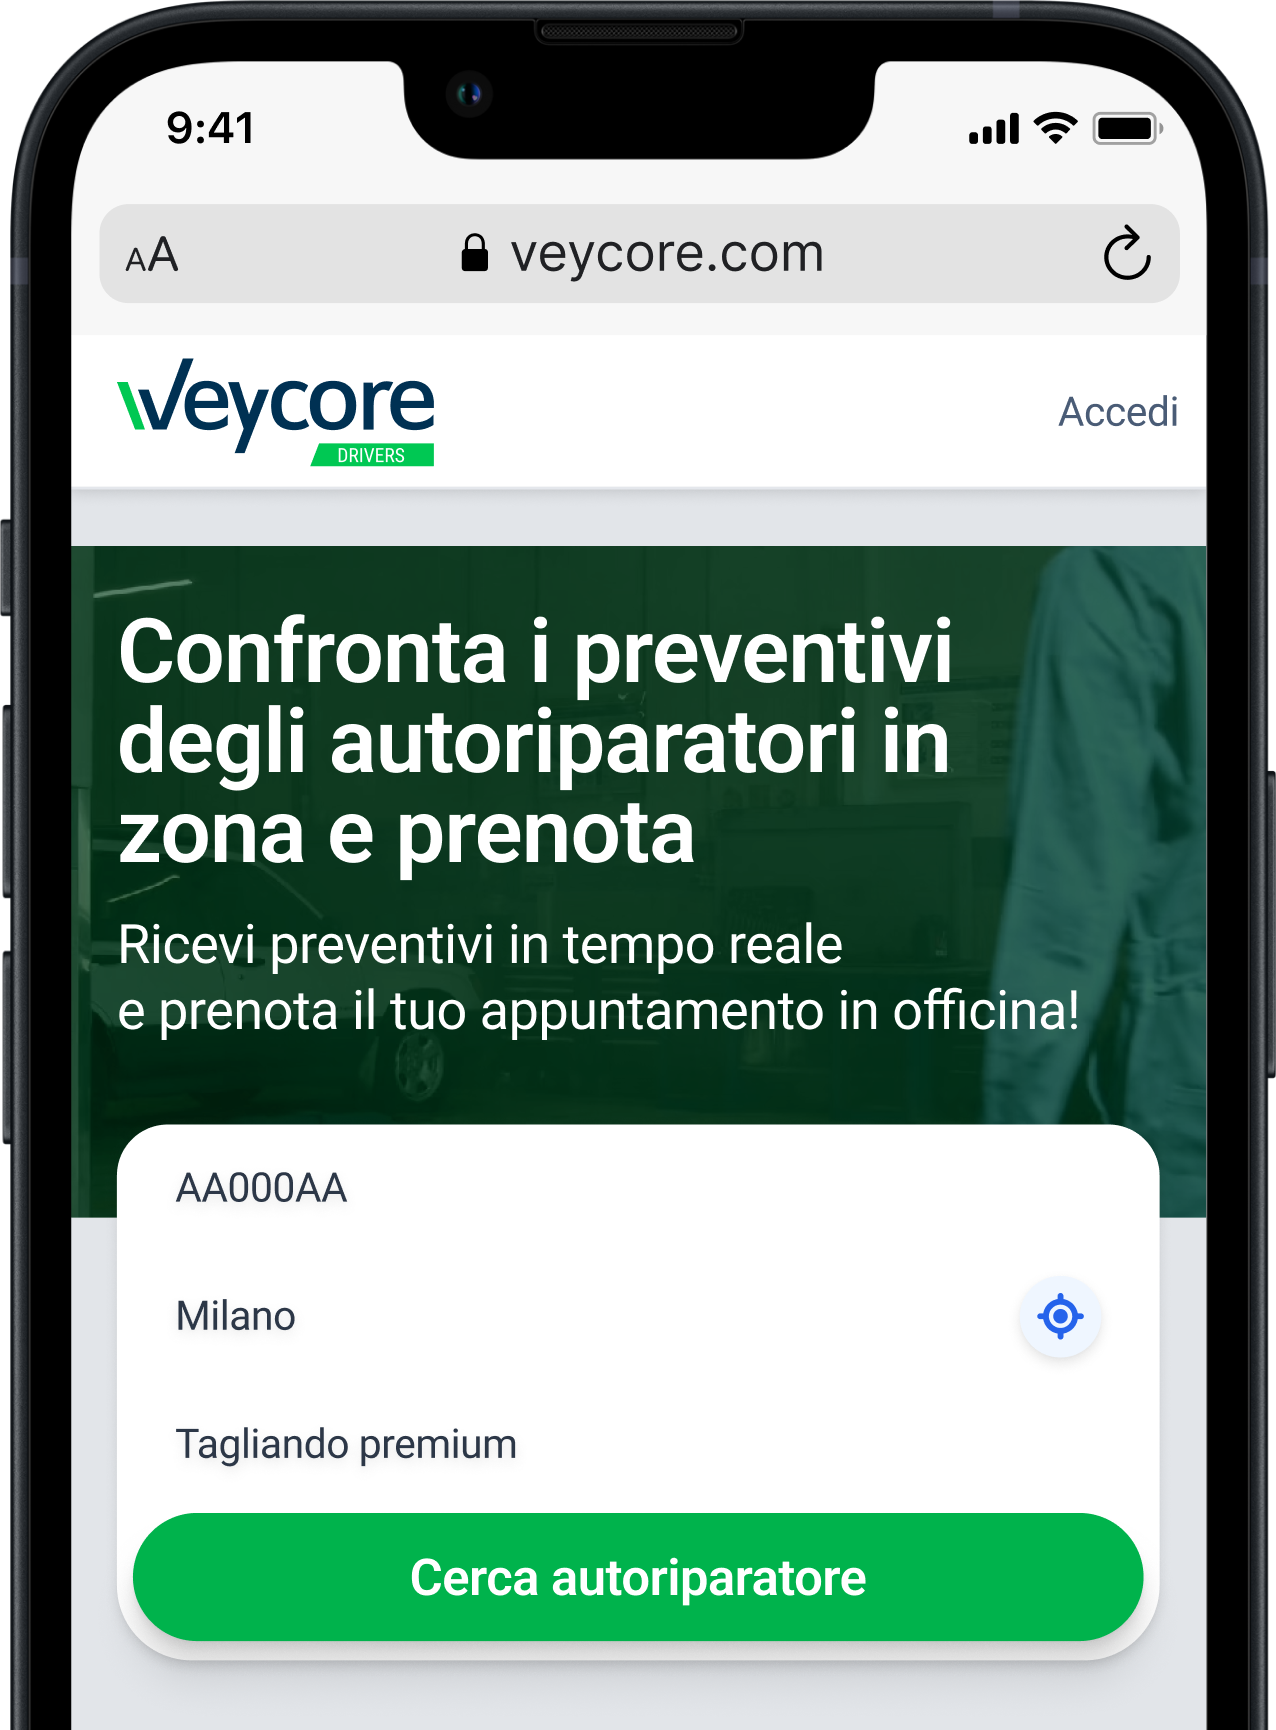 9:41
AA veycore.com
Veycore
DRIVERS
Accedi
Confronta i preventivi
degli autoriparatori in
zona e prenota
Ricevi preventivi in tempo reale
e prenota il tuo appuntamento in officina!
AA000AA
Milano
Tagliando premium
Cerca autoriparatore